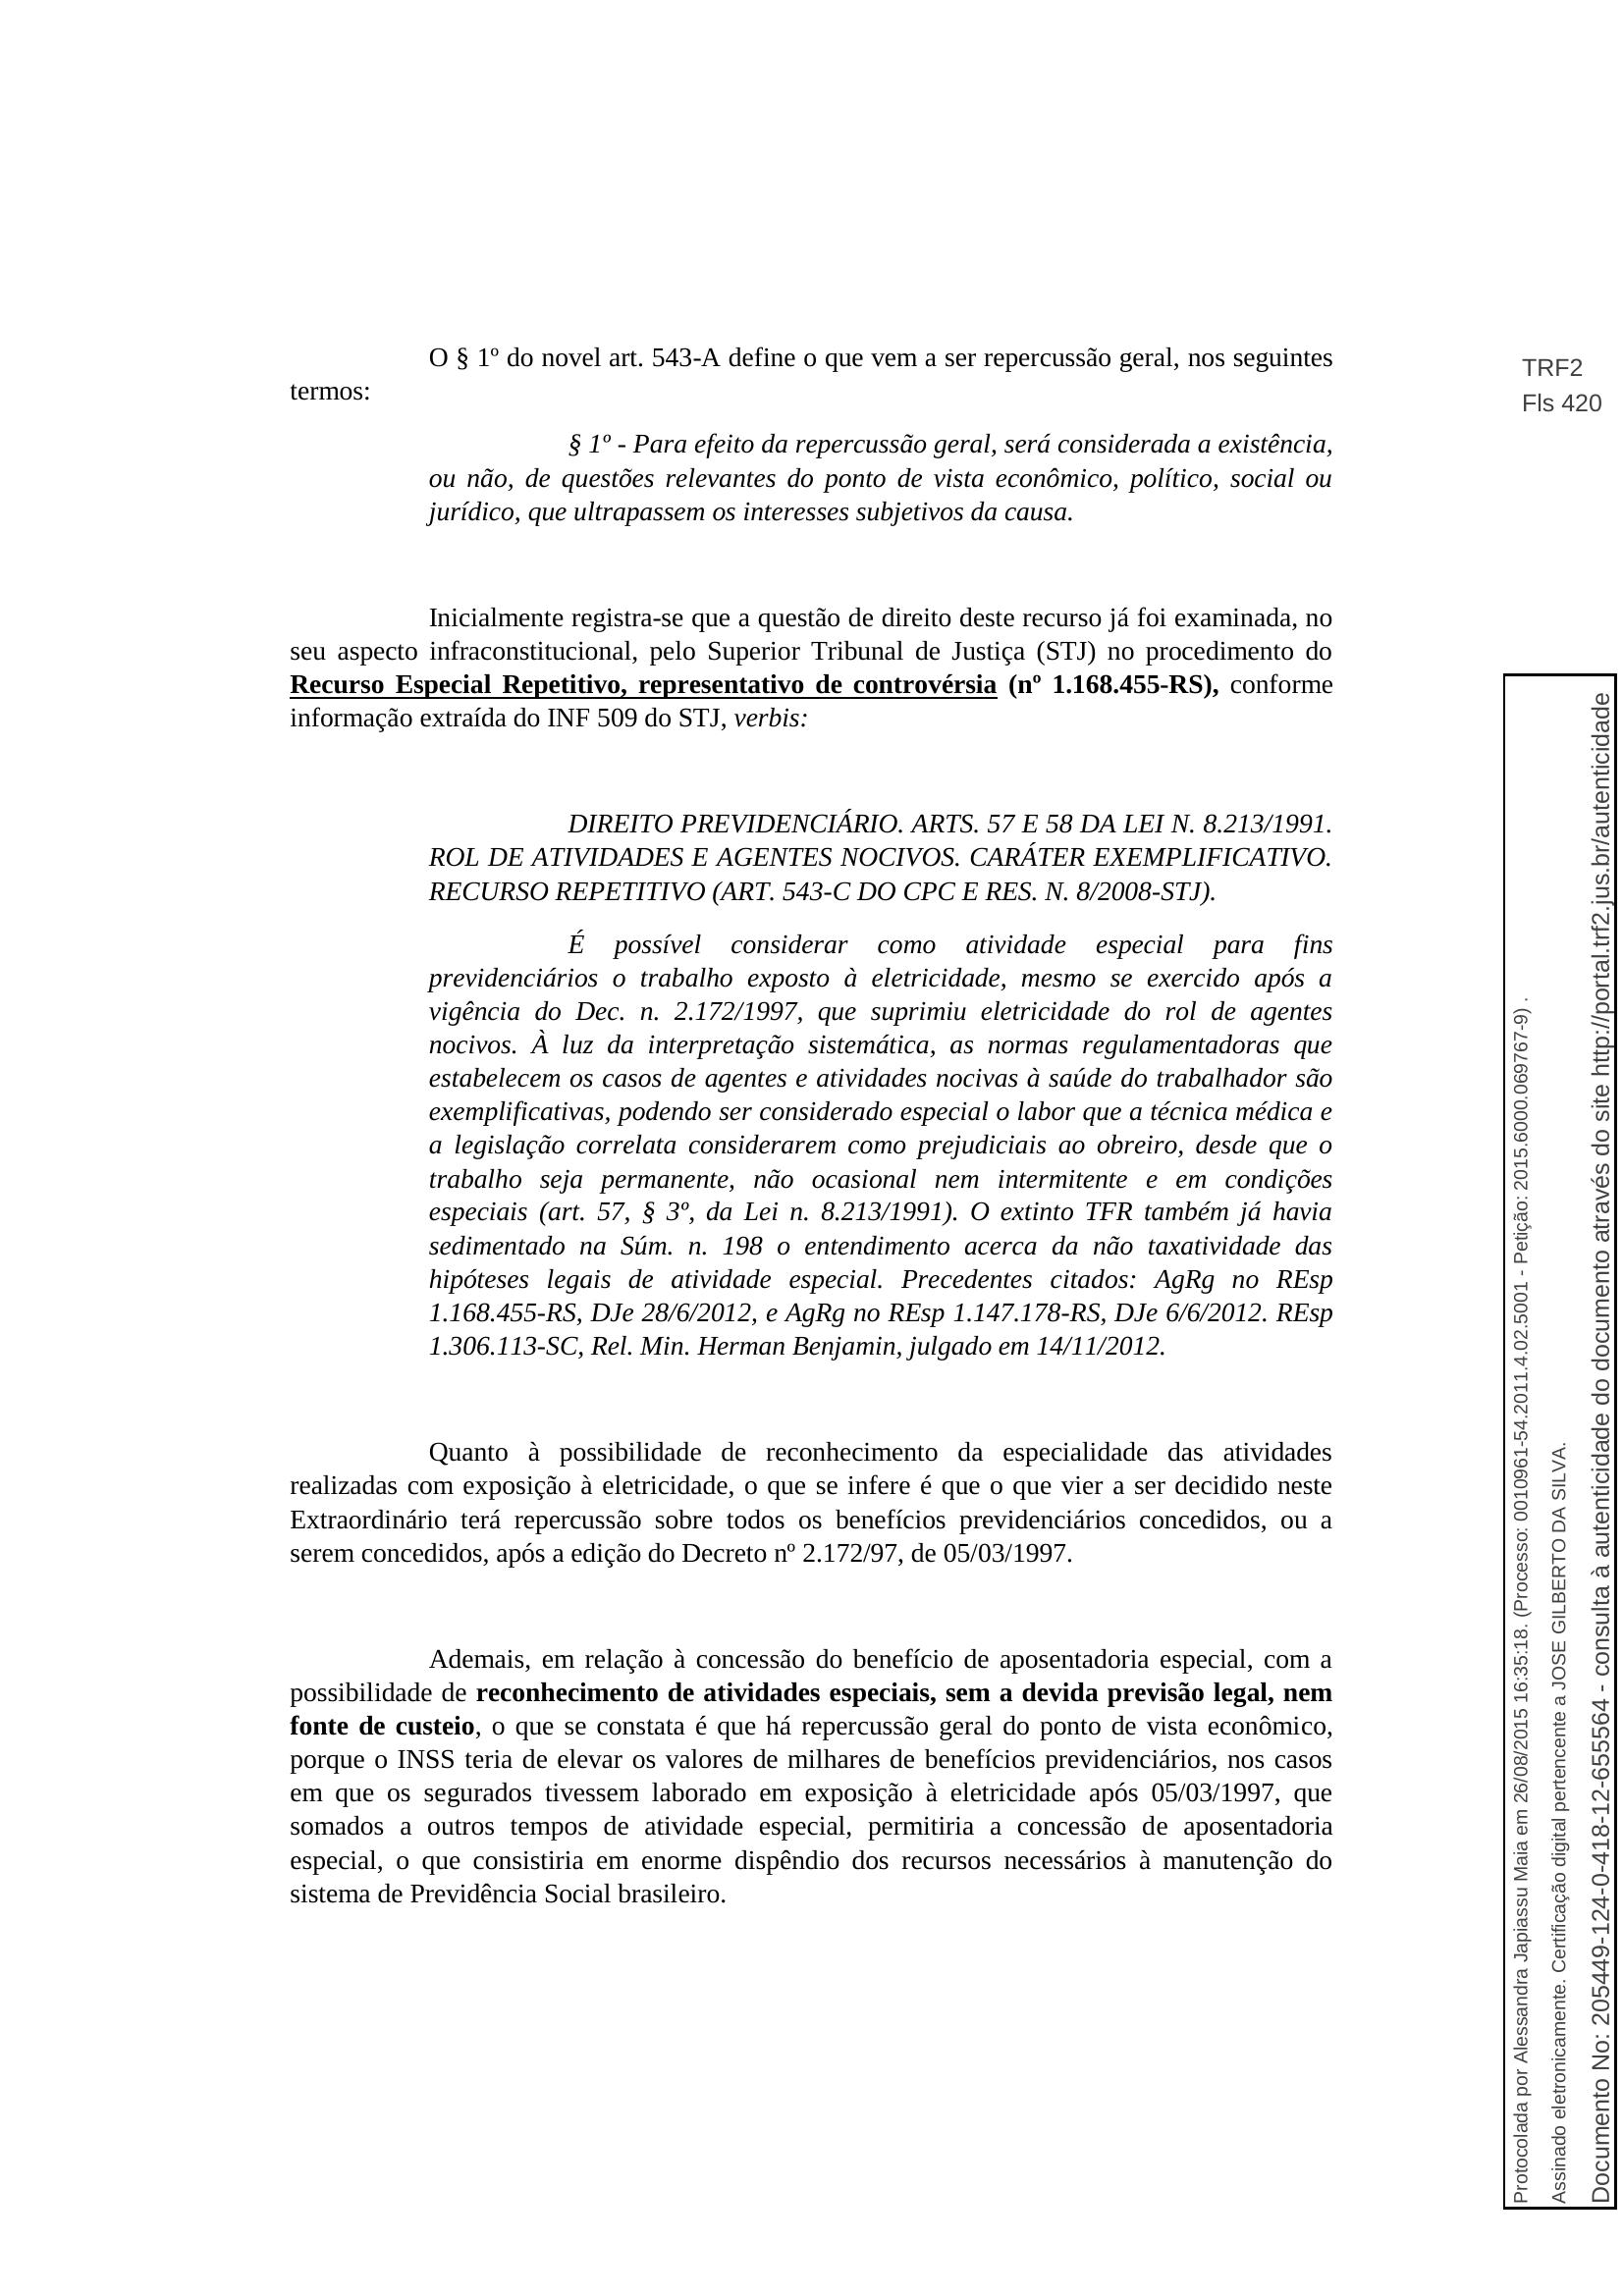 O § 1º do novel art. 543-A define o que vem a ser repercussão geral, nos seguintes
termos:
§ 1º - Para efeito da repercussão geral, será considerada a existência,
ou não, de questões relevantes do ponto de vista econômico, político, social ou
jurídico, que ultrapassem os interesses subjetivos da causa.
Inicialmente registra-se que a questão de direito deste recurso já foi examinada, no
seu aspecto infraconstitucional, pelo Superior Tribunal de Justiça (STJ) no procedimento do
Recurso Especial Repetitivo, representativo de controvérsia (nº 1.168.455-RS), conforme
informação extraída do INF 509 do STJ, verbis:
DIREITO PREVIDENCIÁRIO. ARTS. 57 E 58 DA LEI N. 8.213/1991.
ROL DE ATIVIDADES E AGENTES NOCIVOS. CARÁTER EXEMPLIFICATIVO.
RECURSO REPETITIVO (ART. 543-C DO CPC E RES. N. 8/2008-STJ).
É possível considerar como atividade especial para fins
previdenciários o trabalho exposto à eletricidade, mesmo se exercido após a
vigência do Dec. n. 2.172/1997, que suprimiu eletricidade do rol de agentes
nocivos. À luz da interpretação sistemática, as normas regulamentadoras que
estabelecem os casos de agentes e atividades nocivas à saúde do trabalhador são
exemplificativas, podendo ser considerado especial o labor que a técnica médica e
a legislação correlata considerarem como prejudiciais ao obreiro, desde que o
trabalho seja permanente, não ocasional nem intermitente e em condições
especiais (art. 57, § 3º, da Lei n. 8.213/1991). O extinto TFR também já havia
sedimentado na Súm. n. 198 o entendimento acerca da não taxatividade das
hipóteses legais de atividade especial. Precedentes citados: AgRg no REsp
1.168.455-RS, DJe 28/6/2012, e AgRg no REsp 1.147.178-RS, DJe 6/6/2012. REsp
1.306.113-SC, Rel. Min. Herman Benjamin, julgado em 14/11/2012.
Quanto à possibilidade de reconhecimento da especialidade das atividades
realizadas com exposição à eletricidade, o que se infere é que o que vier a ser decidido neste
Extraordinário terá repercussão sobre todos os benefícios previdenciários concedidos, ou a
serem concedidos, após a edição do Decreto nº 2.172/97, de 05/03/1997.
Ademais, em relação à concessão do benefício de aposentadoria especial, com a
possibilidade de reconhecimento de atividades especiais, sem a devida previsão legal, nem
fonte de custeio, o que se constata é que há repercussão geral do ponto de vista econômico,
porque o INSS teria de elevar os valores de milhares de benefícios previdenciários, nos casos
em que os segurados tivessem laborado em exposição à eletricidade após 05/03/1997, que
somados a outros tempos de atividade especial, permitiria a concessão de aposentadoria
especial, o que consistiria em enorme dispêndio dos recursos necessários à manutenção do
sistema de Previdência Social brasileiro.
TRF2
Fls 420
Protocolada por Alessandra Japiassu Maia em 26/08/2015 16:35:18. (Processo: 0010961-54.2011.4.02.5001 - Petição: 2015.6000.069767-9) .
Assinado eletronicamente. Certificação digital pertencente a JOSE GILBERTO DA SILVA.
Documento No: 205449-124-0-418-12-655564 - consulta à autenticidade do documento através do site http://portal.trf2.jus.br/autenticidade